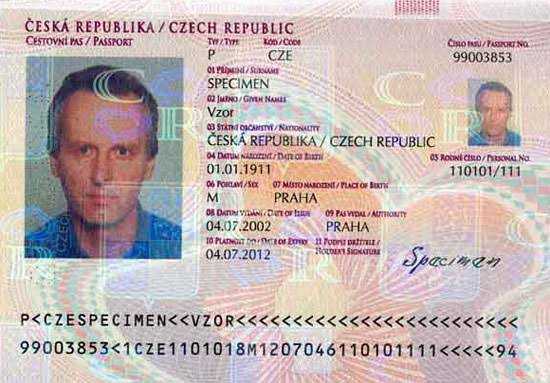 ČESKÁ REPUBLIKA / CZECH REPUBLIC
CESTOVNÍ PAS / PASSPORT
TYP / TYPE KÓD / CODE
P CZE
ČÍSLO PASU / PASSPORT NO.
99003853
01 PŘÍJMENÍ / SURNAME
SPECIMEN
02 JMÉNO / GIVEN NAMES
Vzor
03 STÁTNÍ OBČANSTVÍ / NATIONALITY
ČESKÁ REPUBLIKA / CZECH REPUBLIC
04 DATUM NAROZENÍ / DATE OF BIRTH
01.01.1911
05 RODNÉ ČÍSLO / PERSONAL NO.
110101/111
06 POHLAVÍ / SEX 07 MÍSTO NAROZENÍ / PLACE OF BIRTH
M PRAHA
08 DATUM VYDÁNÍ / DATE OF ISSUE 09 PAS VYDAL / AUTHORITY
04.07.2002 PRAHA
10 PLATNOST DO / DATE OF EXPIRY 11 PODPIS DRŽITELE / HOLDER'S SIGNATURE
04.07.2012
Speciman
P<CZESPECIMEN<<VZOR<<<<<<<<<<<<<<<<<<<<<<<<<
99003853<1CZE1101018M1207046110101111<<<<<94